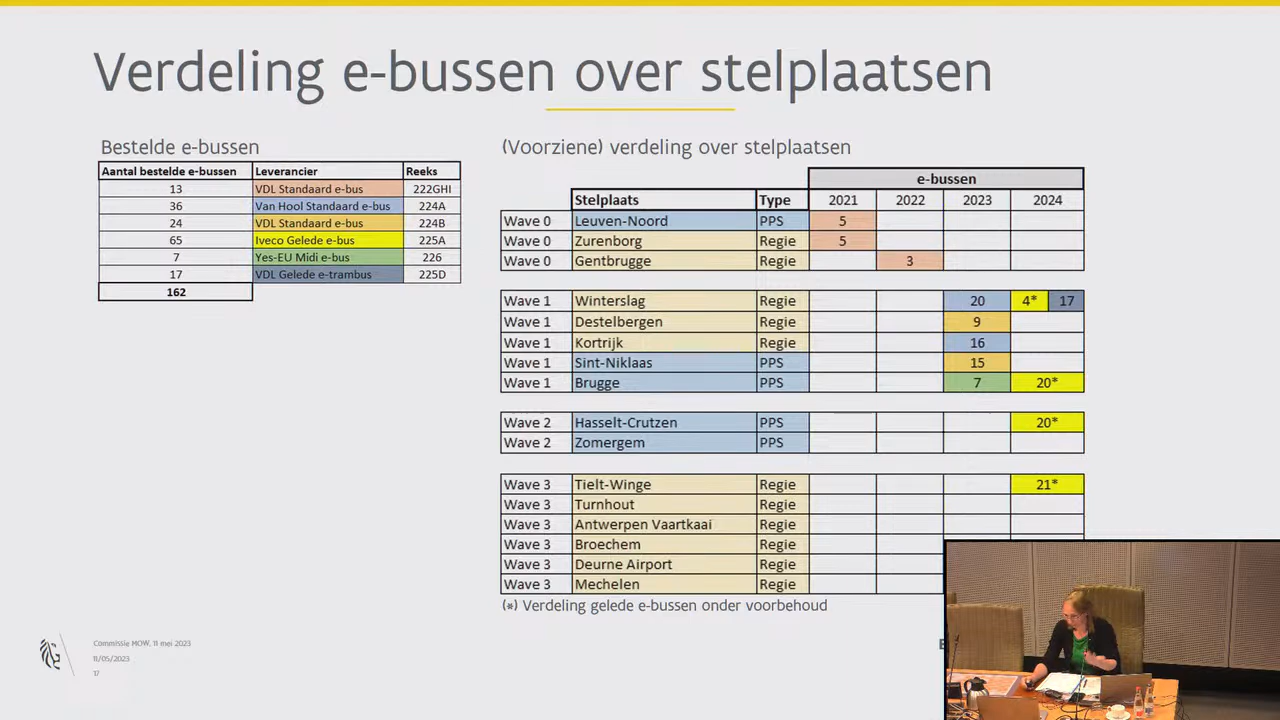 Verdeling e-bussen over stelplaatsen
Bestelde e-bussen
Aantal bestelde e-bussen Leverancier Reeks
13 VDL Standaard e-bus 222GHI
36 Van Hool Standaard e-bus 224A
24 VDL Standaard e-bus 224B
65 Iveco Gelede e-bus 225A
7 Yes-EU Midi e-bus 226
17 VDL Gelede e-trambus 225D
162
(Voorziene) verdeling over stelplaatsen
e-bussen
Stelplaats Type 2021 2022 2023 2024
Wave 0 Leuven-Noord PPS 5
Wave 0 Zurenborg Regie 5
Wave 0 Gentbrugge Regie 3
Wave 1 Winterslag Regie 20 4* 17
Wave 1 Destelbergen Regie 9
Wave 1 Kortrijk Regie 16
Wave 1 Sint-Niklaas PPS 15
Wave 1 Brugge PPS 7 20*
Wave 2 Hasselt-Crutzen PPS 20*
Wave 2 Zomergem PPS
Wave 3 Tielt-Winge Regie 21*
Wave 3 Turnhout Regie
Wave 3 Antwerpen Vaartkaai Regie
Wave 3 Broechem Regie
Wave 3 Deurne Airport Regie
Wave 3 Mechelen Regie
(*) Verdeling gelede e-bussen onder voorbehoud
Commissie MOW, 11 mei 2023
11/05/2023
17